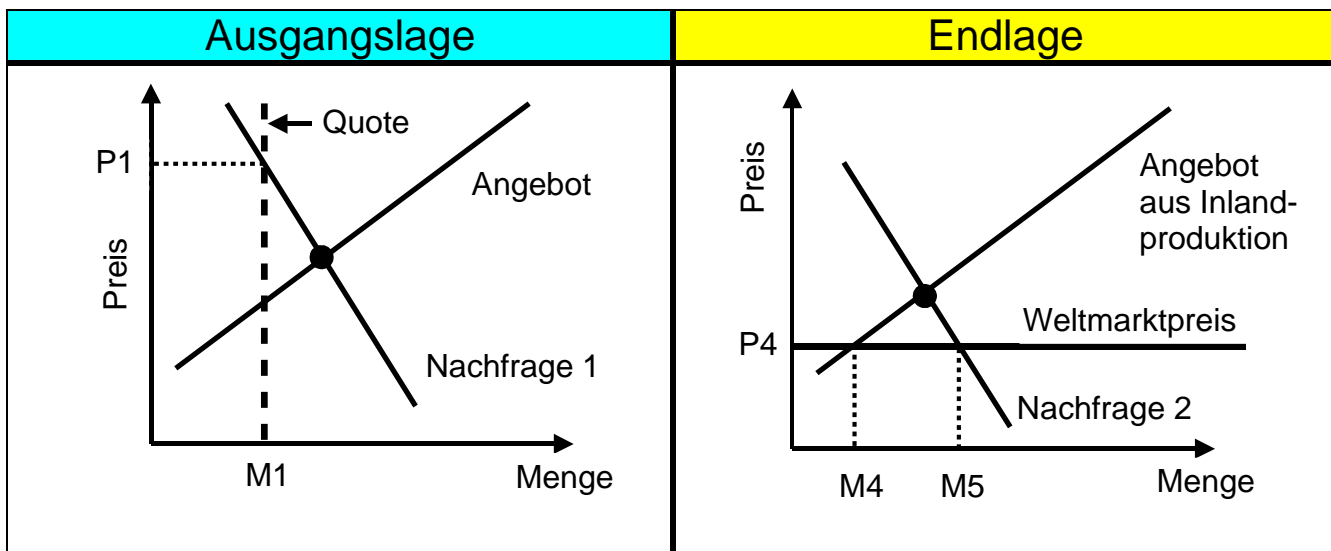 Ausgangslage
Endlage
Quote
P1
Angebot
Preis
Nachfrage 1
M1
Menge
Preis
Angebot
aus Inland-
produktion
Weltmarktpreis
P4
Nachfrage 2
M4
M5
Menge